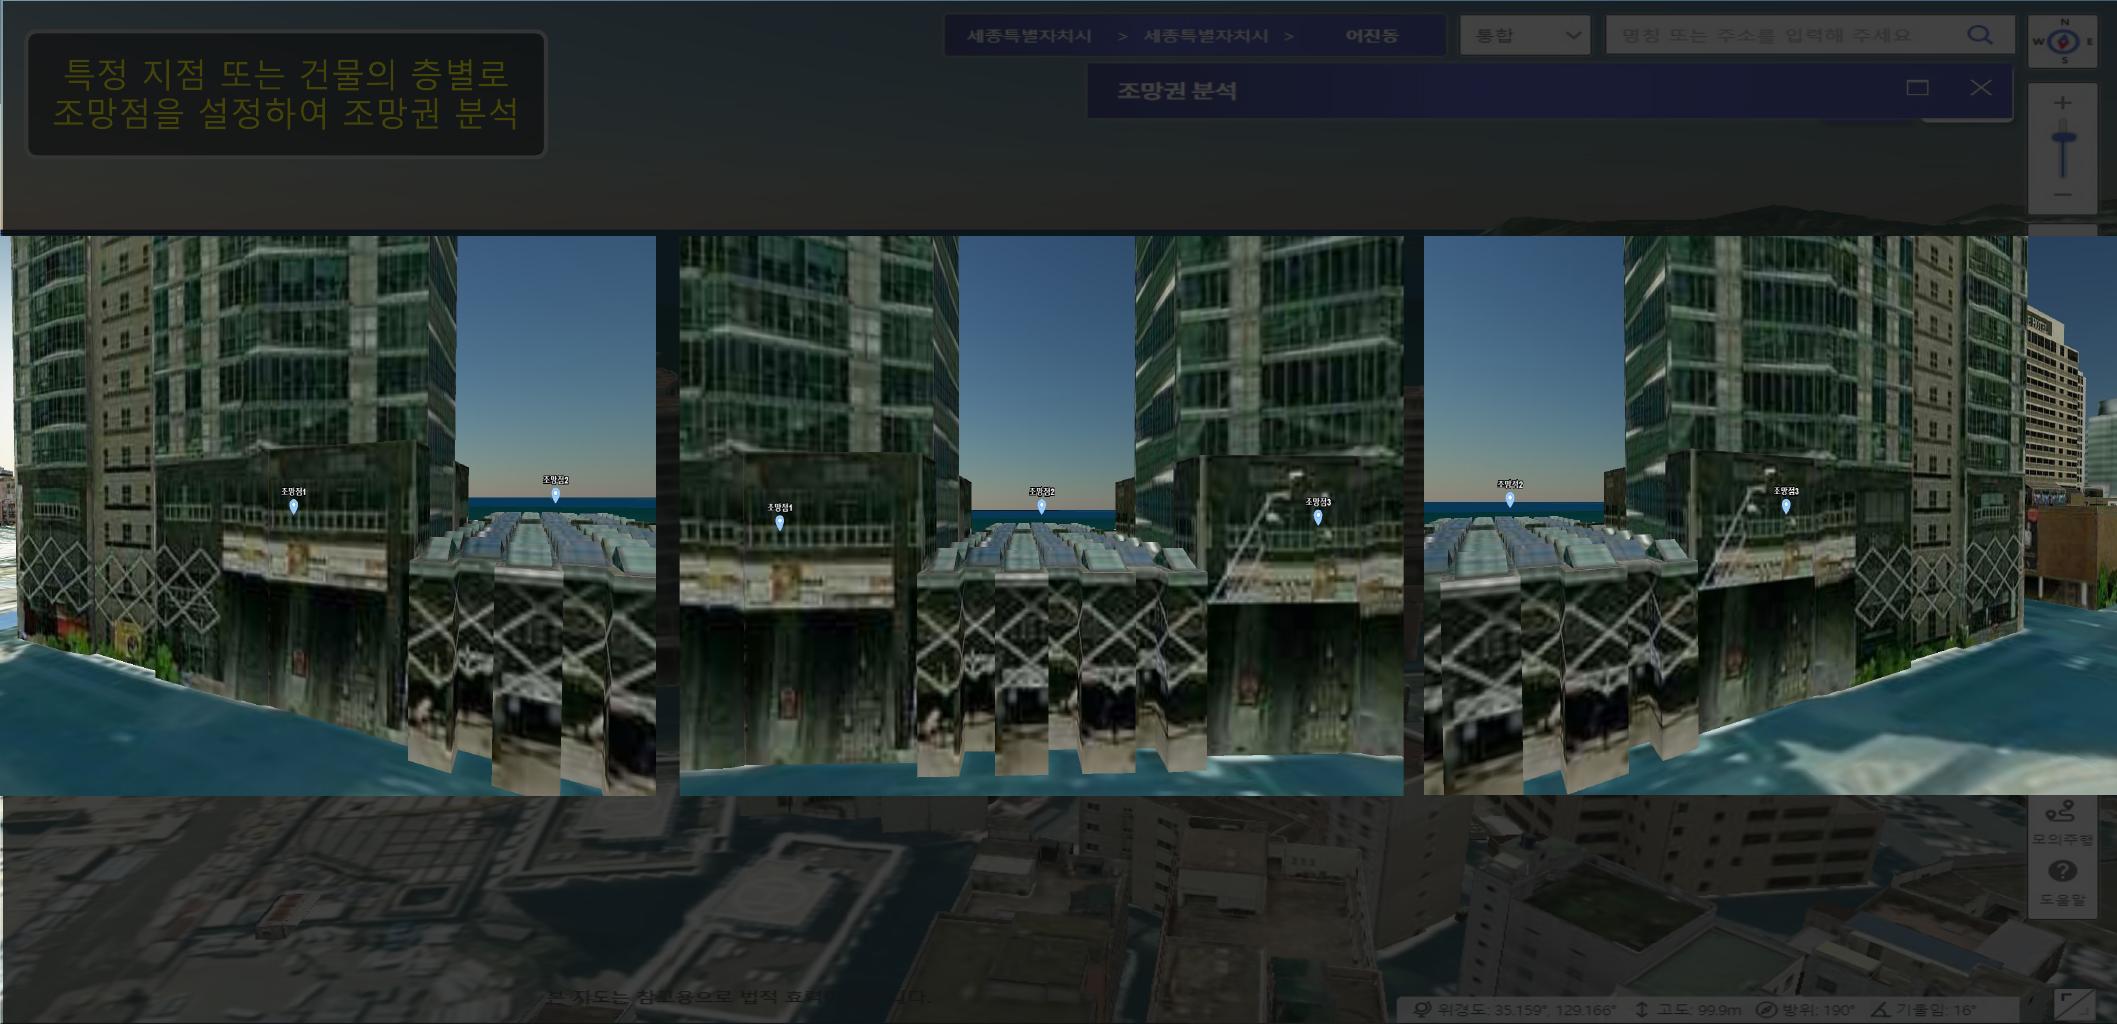 특정 지점 또는 건물의 층별로
조망점을 설정하여 조망권 분석
세종특별자치시 > 세종특별자치시 > 어진동
통합
명칭 또는 주소를 입력해 주세요
N
W E
S
조망권 분석
조망점1
조망점2
조망점1
조망점2
조망점3
조망점2
조망점3
모의주행
도움말
본 지도는 참고용으로 법적 효력
다.
위경도: 35.159°, 129.166° 고도: 99.9m 방위: 190° 기울임: 16°